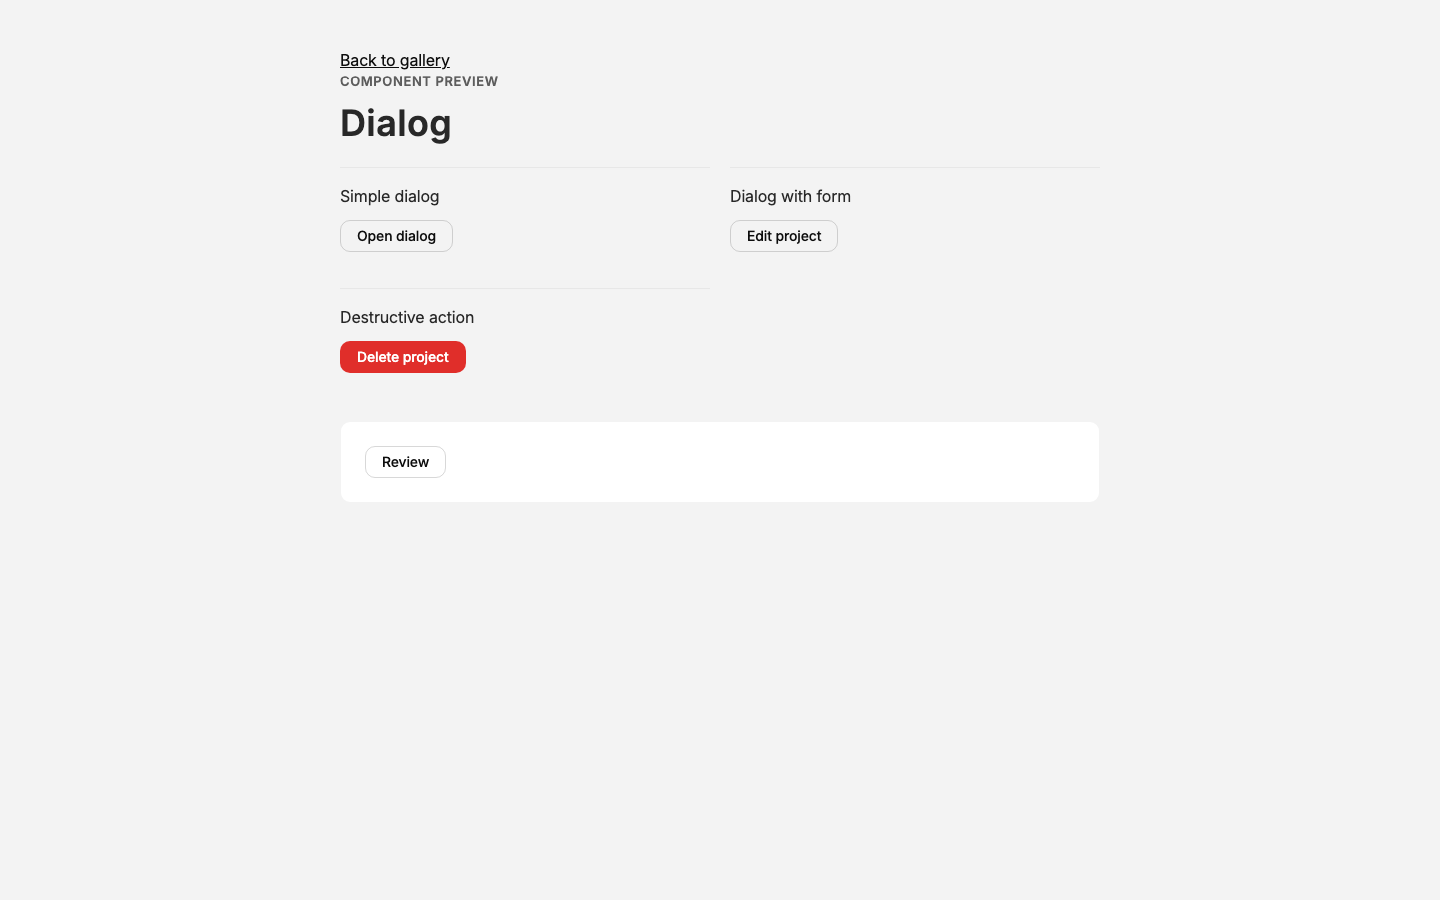 Back to gallery
COMPONENT PREVIEW
Dialog
Simple dialog
Open dialog
Dialog with form
Edit project
Destructive action
Delete project
Review